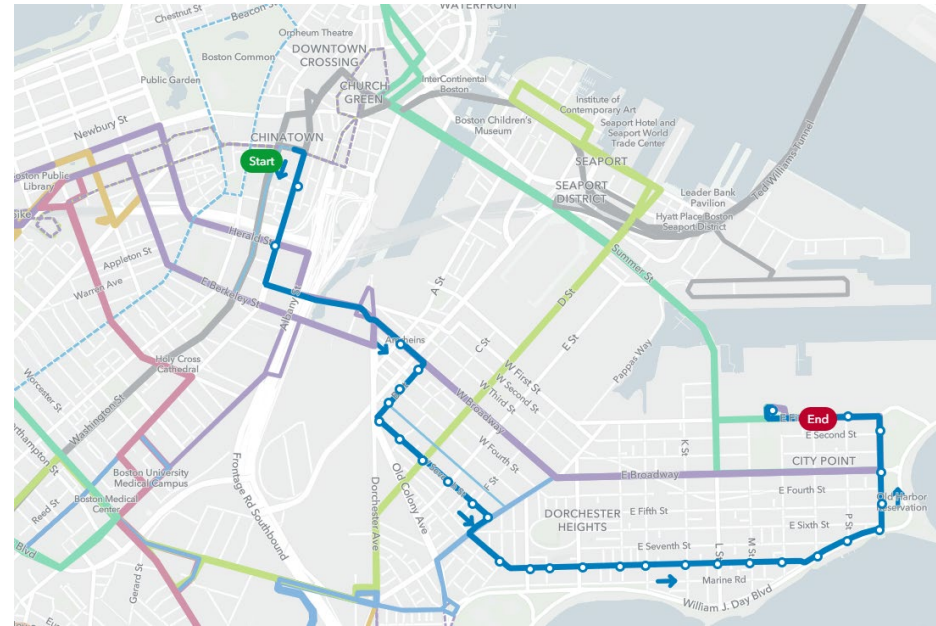 WATERFRONT
Chestnut St
Beacon St
Orpheum Theatre
DOWNTOWN
CROSSING
Boston Common
Public Garden
CHURCH
GREEN
InterContinental
Boston
Institute of
Contemporary Art
Boston Children's
Museum
Seaport Hotel and
Seaport World
Trade Center
Newbury St
CHINATOWN
Start
SEAPORT
Ted Williams Tunnel
SEAPORT
DISTRICT
Leader Bank
Pavilion
Boston Public
Library
pike
Hyatt Place Boston
Seaport District
Herald St
Summer St
Appleton St
Warren Ave
E Berkeley St
Albany St
A St
D St
C St
E St
Pappas Way
W First St
W Second St
W Third St
Holy Cross
Cathedral
Worcester St
Washington St
W Broadway
W Fourth St
End
E Second St
K St
CITY POINT
E Broadway
Northampton St
Boston University
Medical Campus
Reed St
Boston Medical
Center
Frontage Rd Southbound
Dorchester Ave
Old Colony Ave
F St
E Fourth St
Old Harbor
Reservation
DORCHESTER
HEIGHTS
E Fifth St
E Sixth St
P St
E Seventh St
L St
M St
Blvd
Gerard St
Marine Rd
William J. Day Blvd